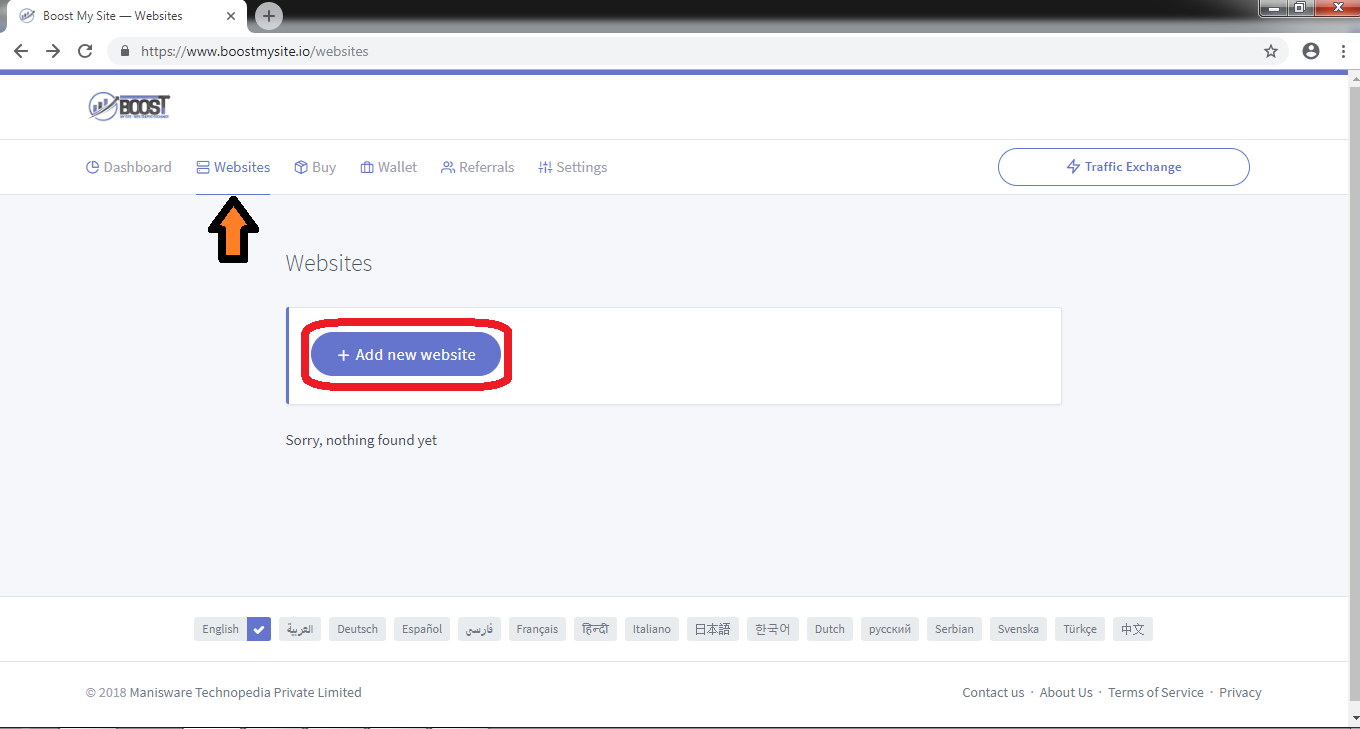 Boost My Site — Websites
https://www.boostmysite.io/websites
BOOST
Dashboard Websites Buy Wallet Referrals Settings Traffic Exchange
Websites
+ Add new website
Sorry, nothing found yet
English العربية Deutsch Español فارسی Français हिन्दी Italiano 日本語 한국어 Dutch русский Serbian Svenska Türkçe 中文
© 2018 Manisware Technopedia Private Limited
Contact us · About Us · Terms of Service · Privacy